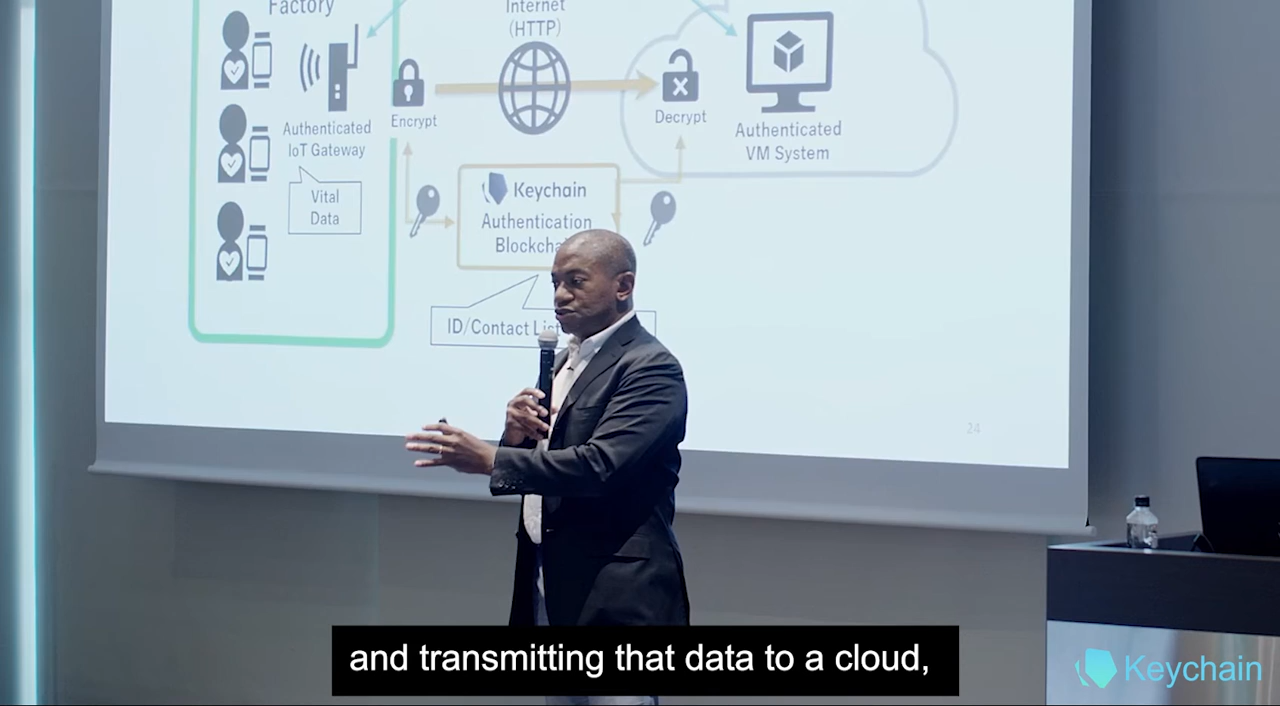 Factory
Internet
(HTTP)
Encrypt
Decrypt
Authenticated
IoT Gateway
Authenticated
VM System
Vital
Data
Keychain
Authentication
ID/Contact List
24
and transmitting that data to a cloud,
Keychain